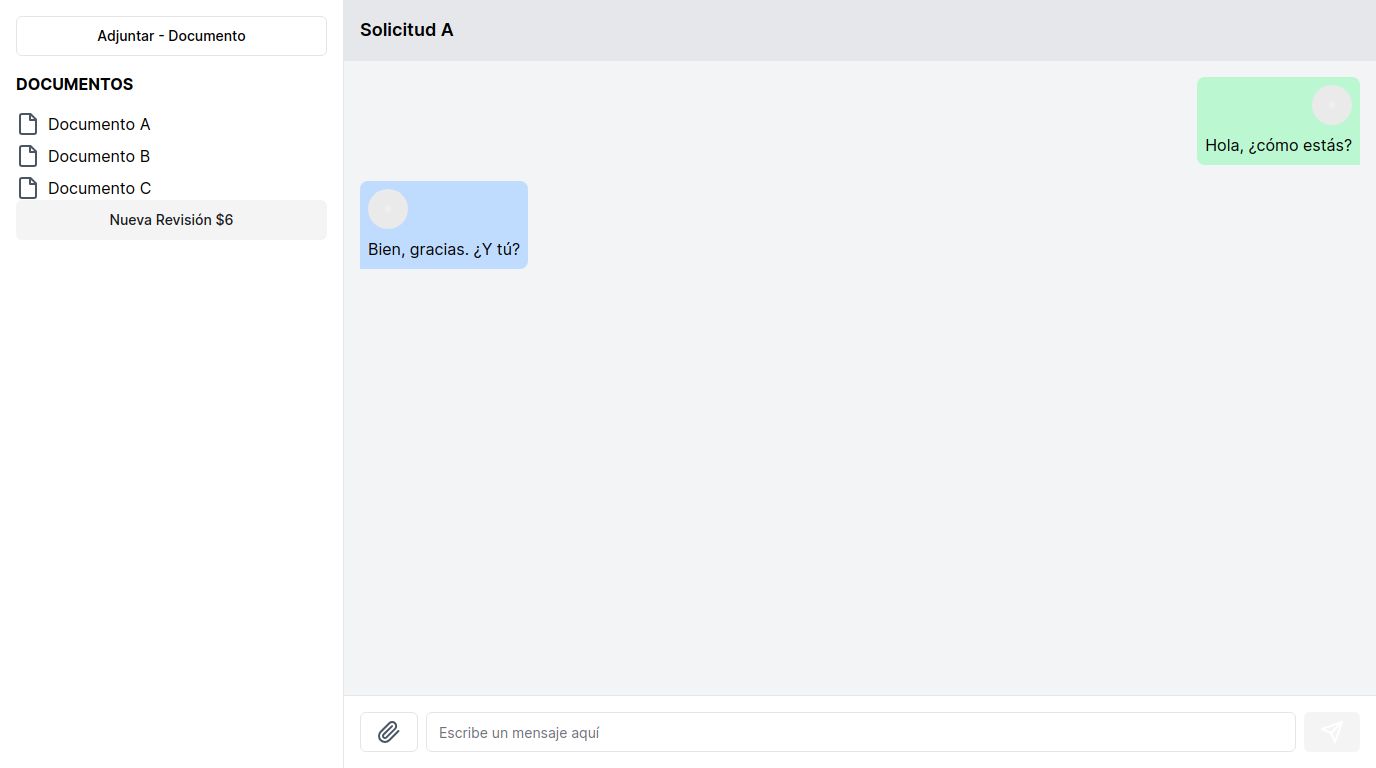 Adjuntar - Documento
DOCUMENTOS
Documento A
Documento B
Documento C
Nueva Revisión $6
Solicitud A
Hola, ¿cómo estás?
Bien, gracias. ¿Y tú?
Escribe un mensaje aquí